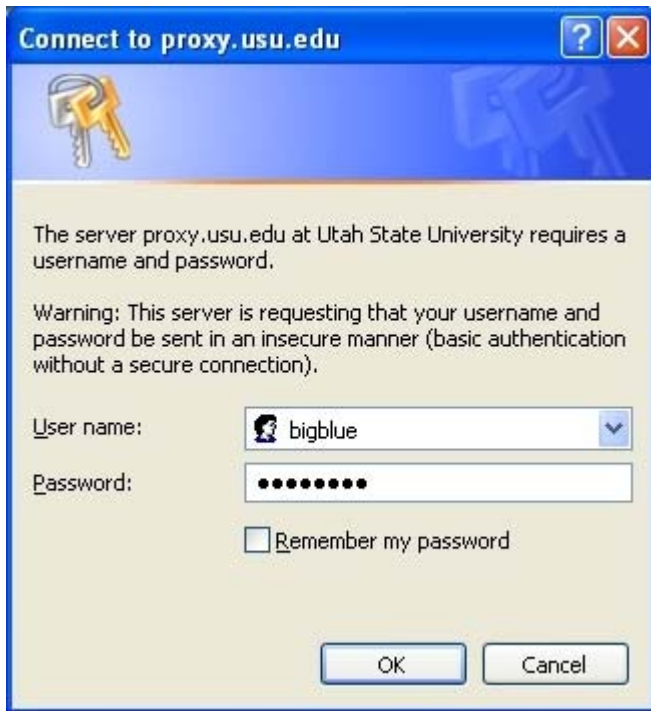 Connect to proxy.usu.edu
The server proxy.usu.edu at Utah State University requires a
username and password.
Warning: This server is requesting that your username and
password be sent in an insecure manner (basic authentication
without a secure connection).
User name:
bigblue
Password:
●●●●●●●●
Remember my password
OK
Cancel